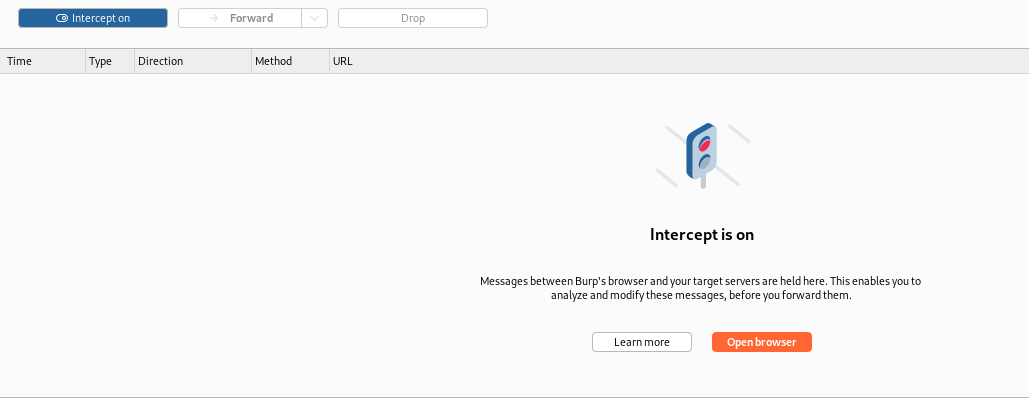 Intercept on Forward Drop
Time Type Direction Method URL
Intercept is on
Messages between Burp's browser and your target servers are held here. This enables you to
analyze and modify these messages, before you forward them.
Learn more Open browser